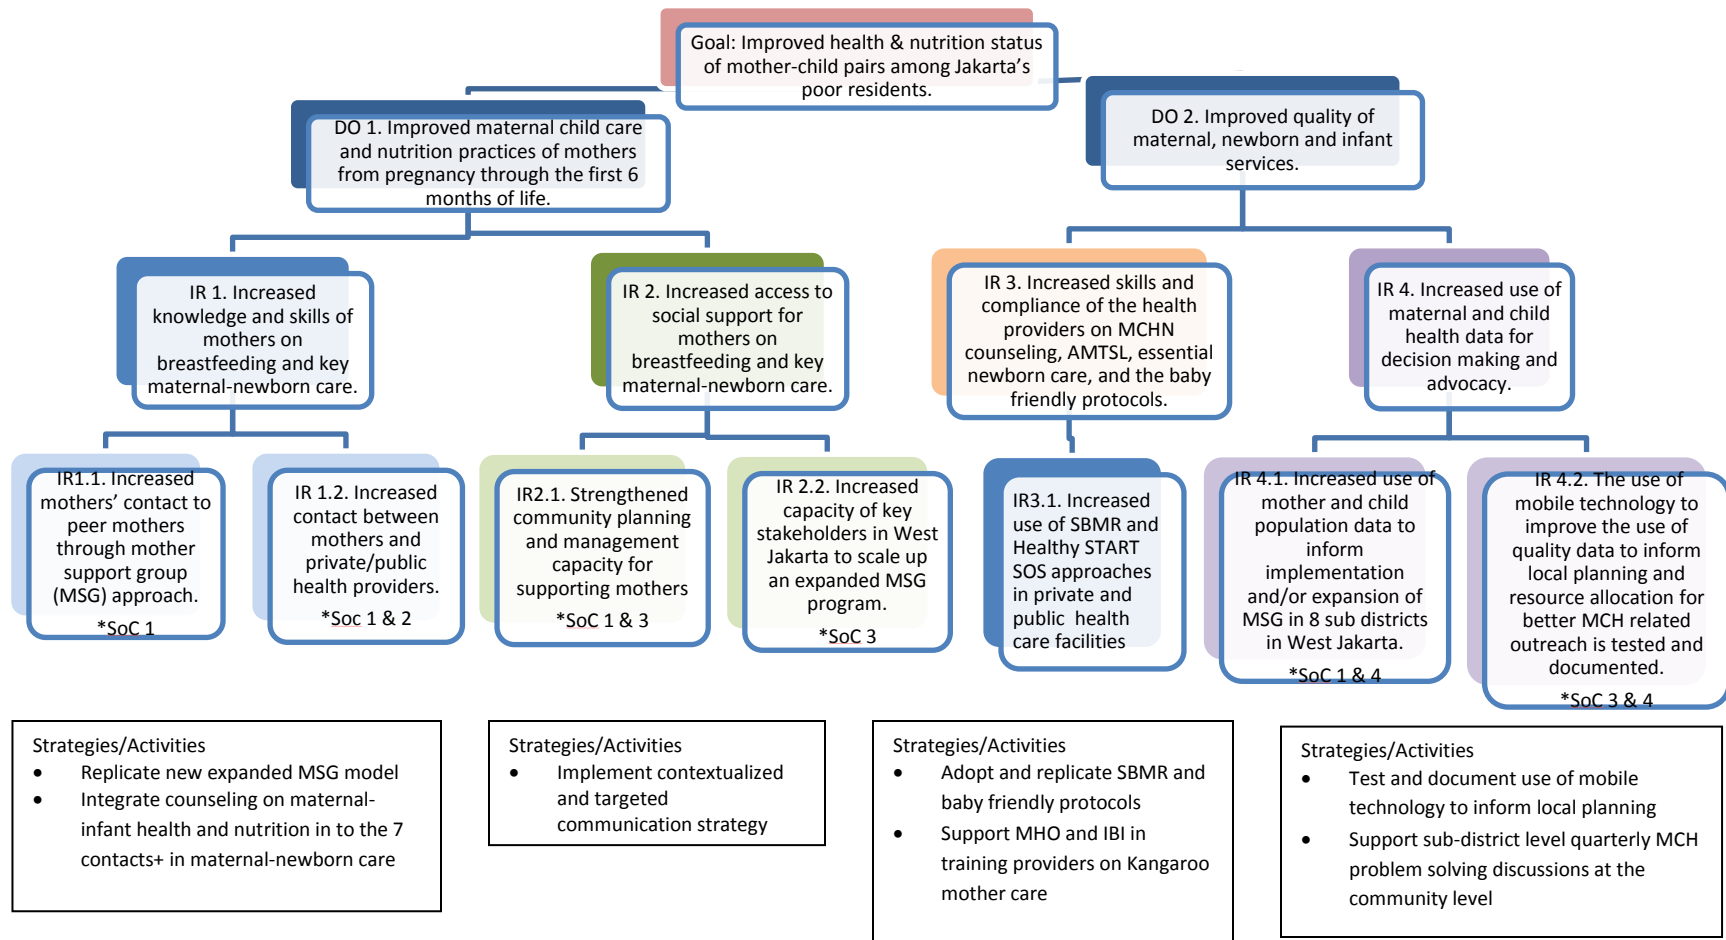 Goal: Improved health & nutrition status
of mother-child pairs among Jakarta's
poor residents.
DO 1. Improved maternal child care
and nutrition practices of mothers
from pregnancy through the first 6
months of life.
DO 2. Improved quality of
maternal, newborn and infant
services.
IR 1. Increased
knowledge and skills of
mothers on
breastfeeding and key
maternal-newborn care.
IR 2. Increased access to
social support for
mothers on
breastfeeding and key
maternal-newborn care.
IR 3. Increased skills and
compliance of the health
providers on MCHN
counseling, AMTSL, essential
newborn care, and the baby
friendly protocols.
IR 4. Increased use of
maternal and child
health data for
decision making and
advocacy.
IR1.1. Increased
mothers' contact to
peer mothers
through mother
support group
(MSG) approach.
*SoC 1
IR 1.2. Increased
contact between
mothers and
private/public
health providers.
*Soc 1 & 2
IR2.1. Strengthened
community planning
and management
capacity for
supporting mothers
*SoC 1 & 3
IR 2.2. Increased
capacity of key
stakeholders in West
Jakarta to scale up
an expanded MSG
program.
*SoC 3
IR3.1. Increased
use of SBMR and
Healthy START
SOS approaches
in private and
public health
care facilities
IR 4.1. Increased use of
mother and child
population data to
inform
implementation
and/or expansion of
MSG in 8 sub districts
in West Jakarta.
*SoC 1 & 4
IR 4.2. The use of
mobile technology to
improve the use of
quality data to inform
local planning and
resource allocation for
better MCH related
outreach is tested and
documented.
*SoC 3 & 4
Strategies/Activities
• Replicate new expanded MSG model
• Integrate counseling on maternal-
infant health and nutrition in to the 7
contacts+ in maternal-newborn care
Strategies/Activities
• Implement contextualized
and targeted
communication strategy
Strategies/Activities
• Adopt and replicate SBMR and
baby friendly protocols
• Support MHO and IBI in
training providers on Kangaroo
mother care
Strategies/Activities
• Test and document use of mobile
technology to inform local planning
• Support sub-district level quarterly MCH
problem solving discussions at the
community level